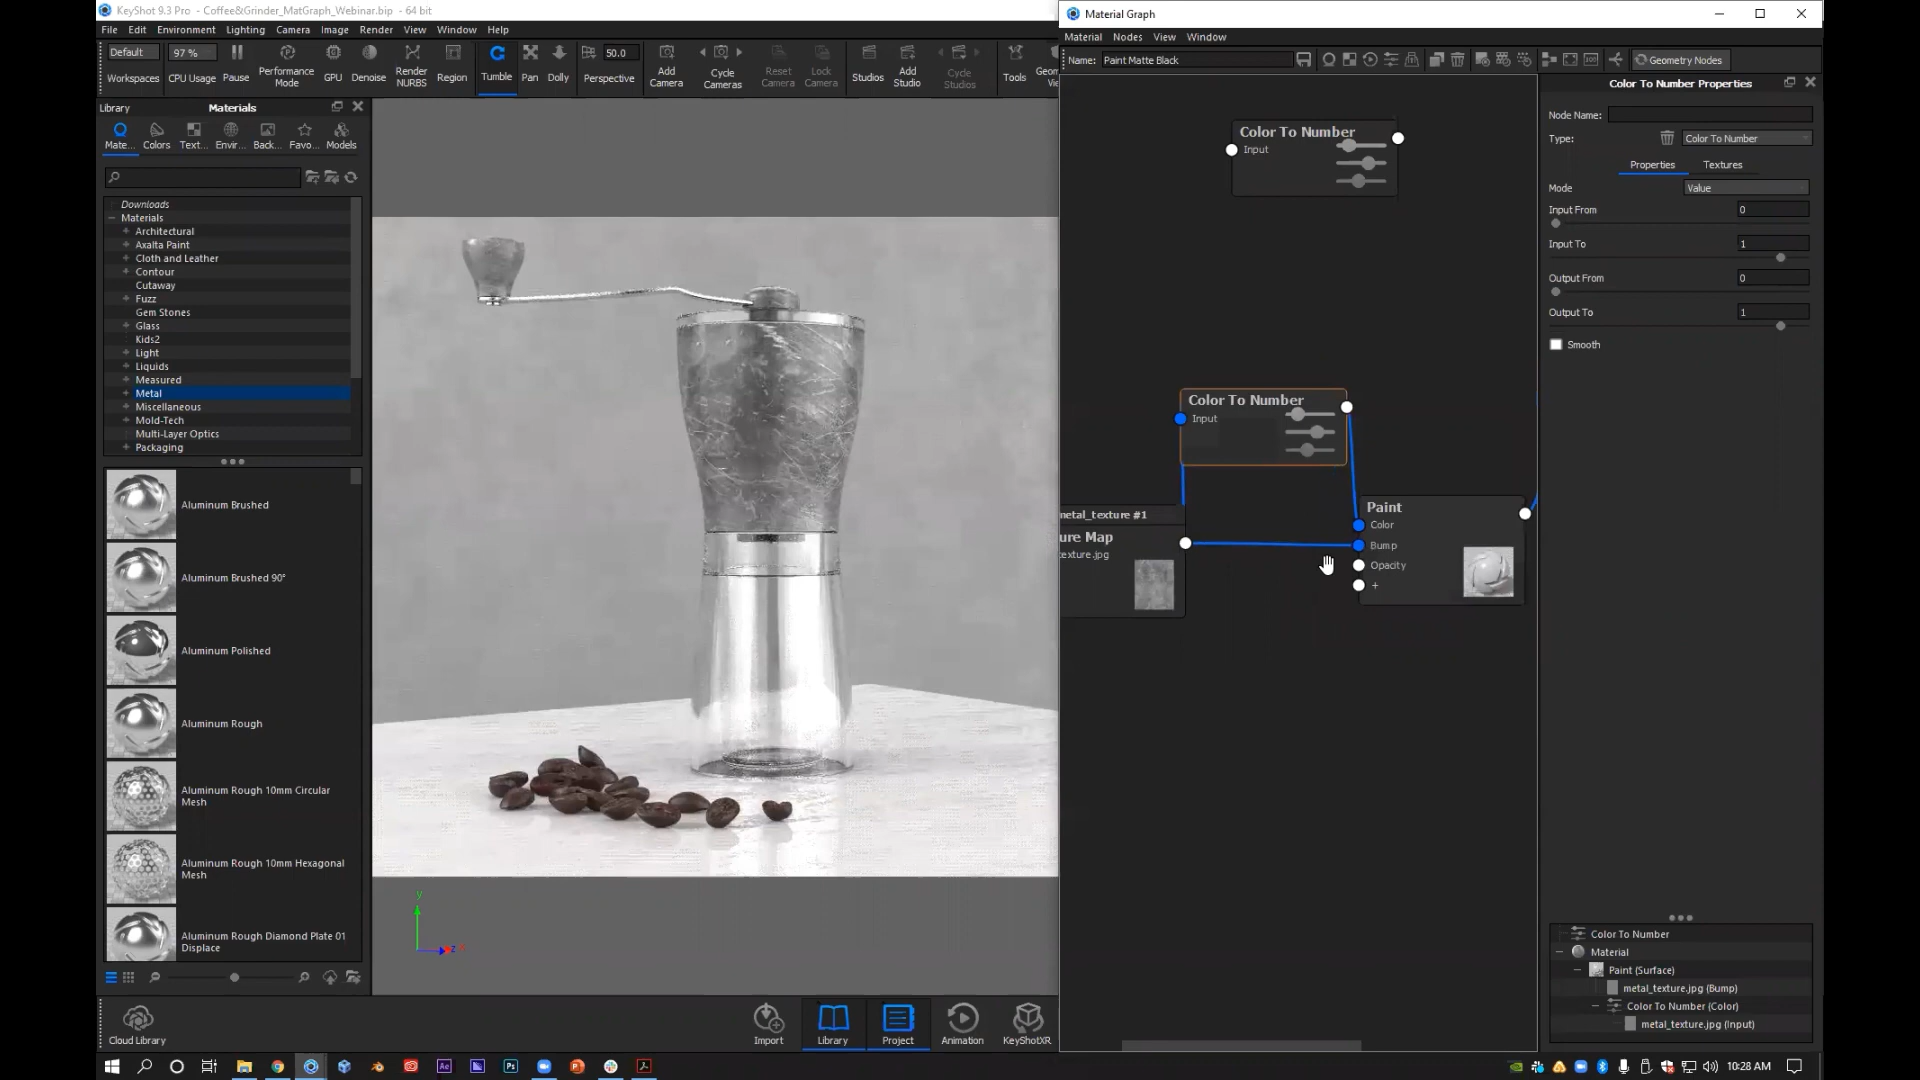 KeyShot 9.3 Pro - Coffee&Grinder_MatGraph_Webinar.bip - 64 bit
File Edit Environment Lighting Camera Image Render View Window Help
Default
97 %
50.0
Workspaces
CPU Usage
Pause
Performance Mode
GPU
Denoise
Render NURBS
Region
Tumble
Pan
Dolly
Perspective
Add Camera
Cycle Cameras
Reset Camera
Lock Camera
Studios
Add Studio
Cycle Studios
Tools
Library
Materials
Mate...
Colors
Text...
Envir...
Back...
Favo...
Models
Downloads
Materials
Architectural
Axalta Paint
Cloth and Leather
Contour
Cutaway
Fuzz
Gem Stones
Glass
Kids2
Light
Liquids
Measured
Metal
Miscellaneous
Mold-Tech
Multi-Layer Optics
Packaging
Aluminum Brushed
Aluminum Brushed 90°
Aluminum Polished
Aluminum Rough
Aluminum Rough 10mm Circular
Mesh
Aluminum Rough 10mm Hexagonal
Mesh
Aluminum Rough Diamond Plate 01
Displace
y
z
Cloud Library
Import
Library
Project
Animation
KeyShotXR
Material Graph
Material Nodes View Window
Name: Paint Matte Black
Geometry Nodes
Color To Number
Input
Color To Number
Input
metal_texture #1
ure Map
exture.jpg
Paint
Color
Bump
Opacity
+
Color To Number Properties
Node Name:
Type: Color To Number
Properties Textures
Mode Value
Input From 0
Input To 1
Output From 0
Output To 1
Smooth
Color To Number
Material
Paint (Surface)
metal_texture.jpg (Bump)
Color To Number (Color)
metal_texture.jpg (Input)
Ae
Ps
10:28 AM